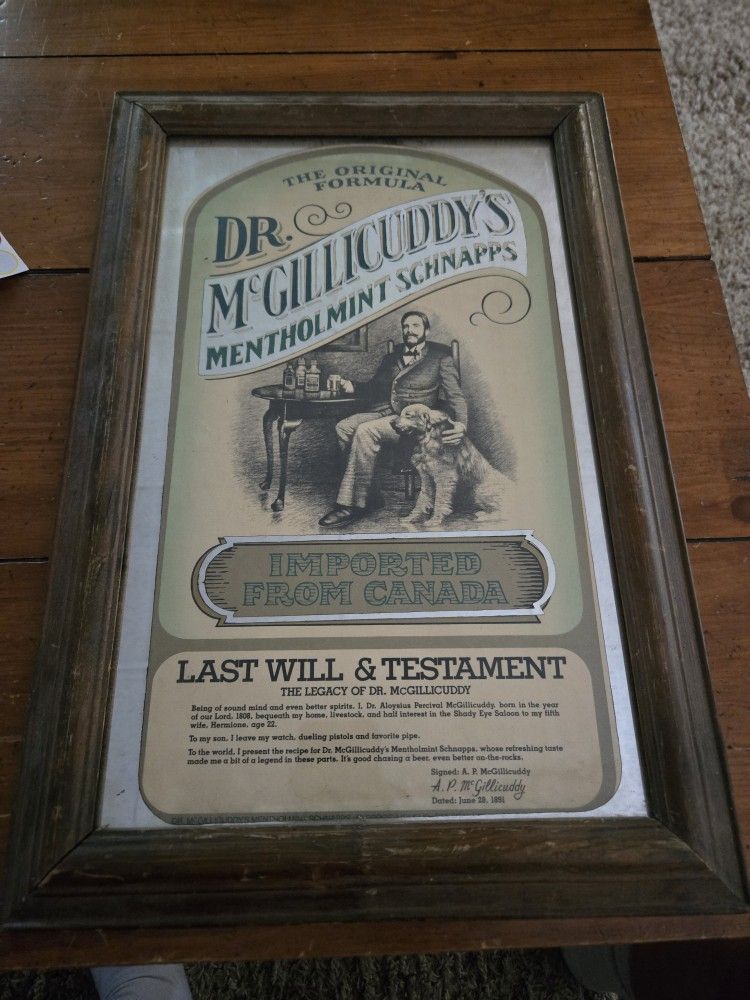 THE ORIGINAL
FORMULA
DR.
McGILLICUDDY'S
MENTHOLMINT SCHNAPPS
IMPORTED
FROM CANADA
LAST WILL & TESTAMENT
THE LEGACY OF DR. McGILLICUDDY
Being of sound mind and even better spirits, I, Dr. Aloysius Percival McGillicuddy, born in the year
of our Lord, 1808, bequeath my home, livestock, and half interest in the Shady Eye Saloon to my fifth
wife, Hermione, age 22.
To my son, I leave my watch, dueling pistols and favorite pipe.
To the world, I present the recipe for Dr. McGillicuddy's Mentholmint Schnapps, whose refreshing taste
made me a bit of a legend in these parts. It's good chasing a beer, even better on-the-rocks.
Signed: A. P. McGillicuddy
A. P. McGillicuddy
Dated: June 28, 1891
DR. McGILLICUDDY'S MENTHOLMINT SCHNAPPS